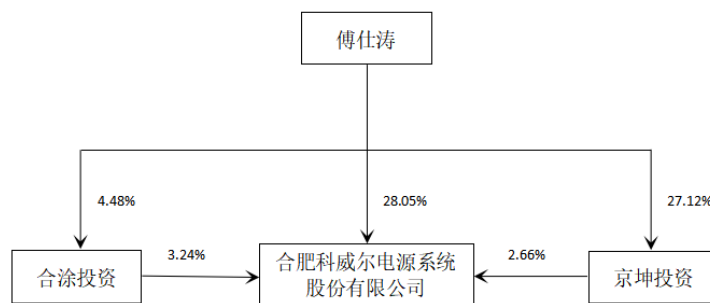 傅仕涛
4.48%
28.05%
27.12%
合涂投资
3.24%
合肥科威尔电源系统
股份有限公司
2.66%
京坤投资